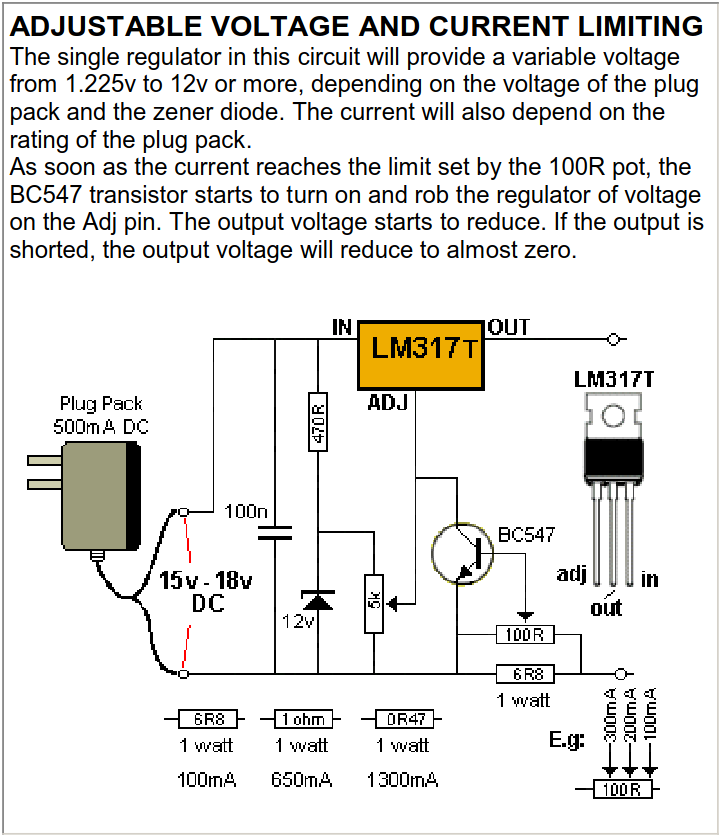 ADJUSTABLE VOLTAGE AND CURRENT LIMITING
The single regulator in this circuit will provide a variable voltage
from 1.225v to 12v or more, depending on the voltage of the plug
pack and the zener diode. The current will also depend on the
rating of the plug pack.
As soon as the current reaches the limit set by the 100R pot, the
BC547 transistor starts to turn on and rob the regulator of voltage
on the Adj pin. The output voltage starts to reduce. If the output is
shorted, the output voltage will reduce to almost zero.
IN
OUT
LM317T
ADJ
LM317T
Plug Pack
500mA DC
470R
100n
BC547
15v - 18v
DC
12v
5k
adj
out
in
100R
6R8
1 watt
6R8
1 ohm
0R47
1 watt
1 watt
1 watt
100mA
650mA
1300mA
E.g:
300mA
200mA
100mA
100R